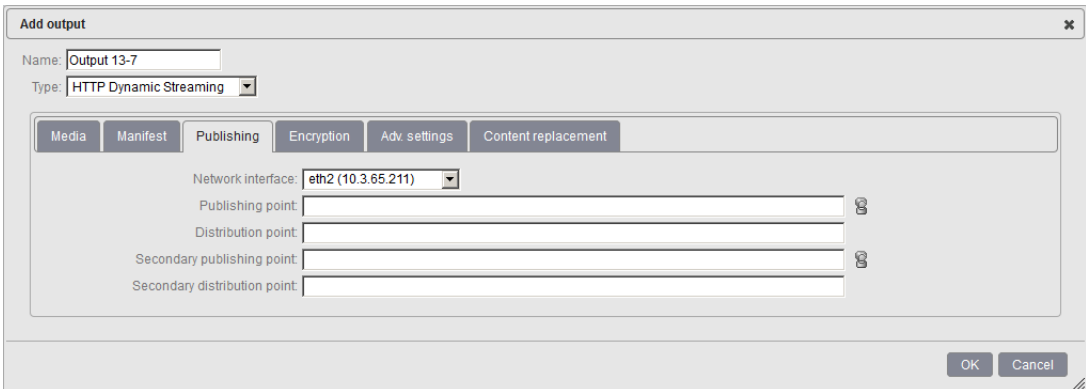 Add output
Name: Output 13-7
Type: HTTP Dynamic Streaming
Media Manifest Publishing Encryption Adv. settings Content replacement
Network interface: eth2 (10.3.65.211)
Publishing point:
Distribution point:
Secondary publishing point:
Secondary distribution point:
OK Cancel